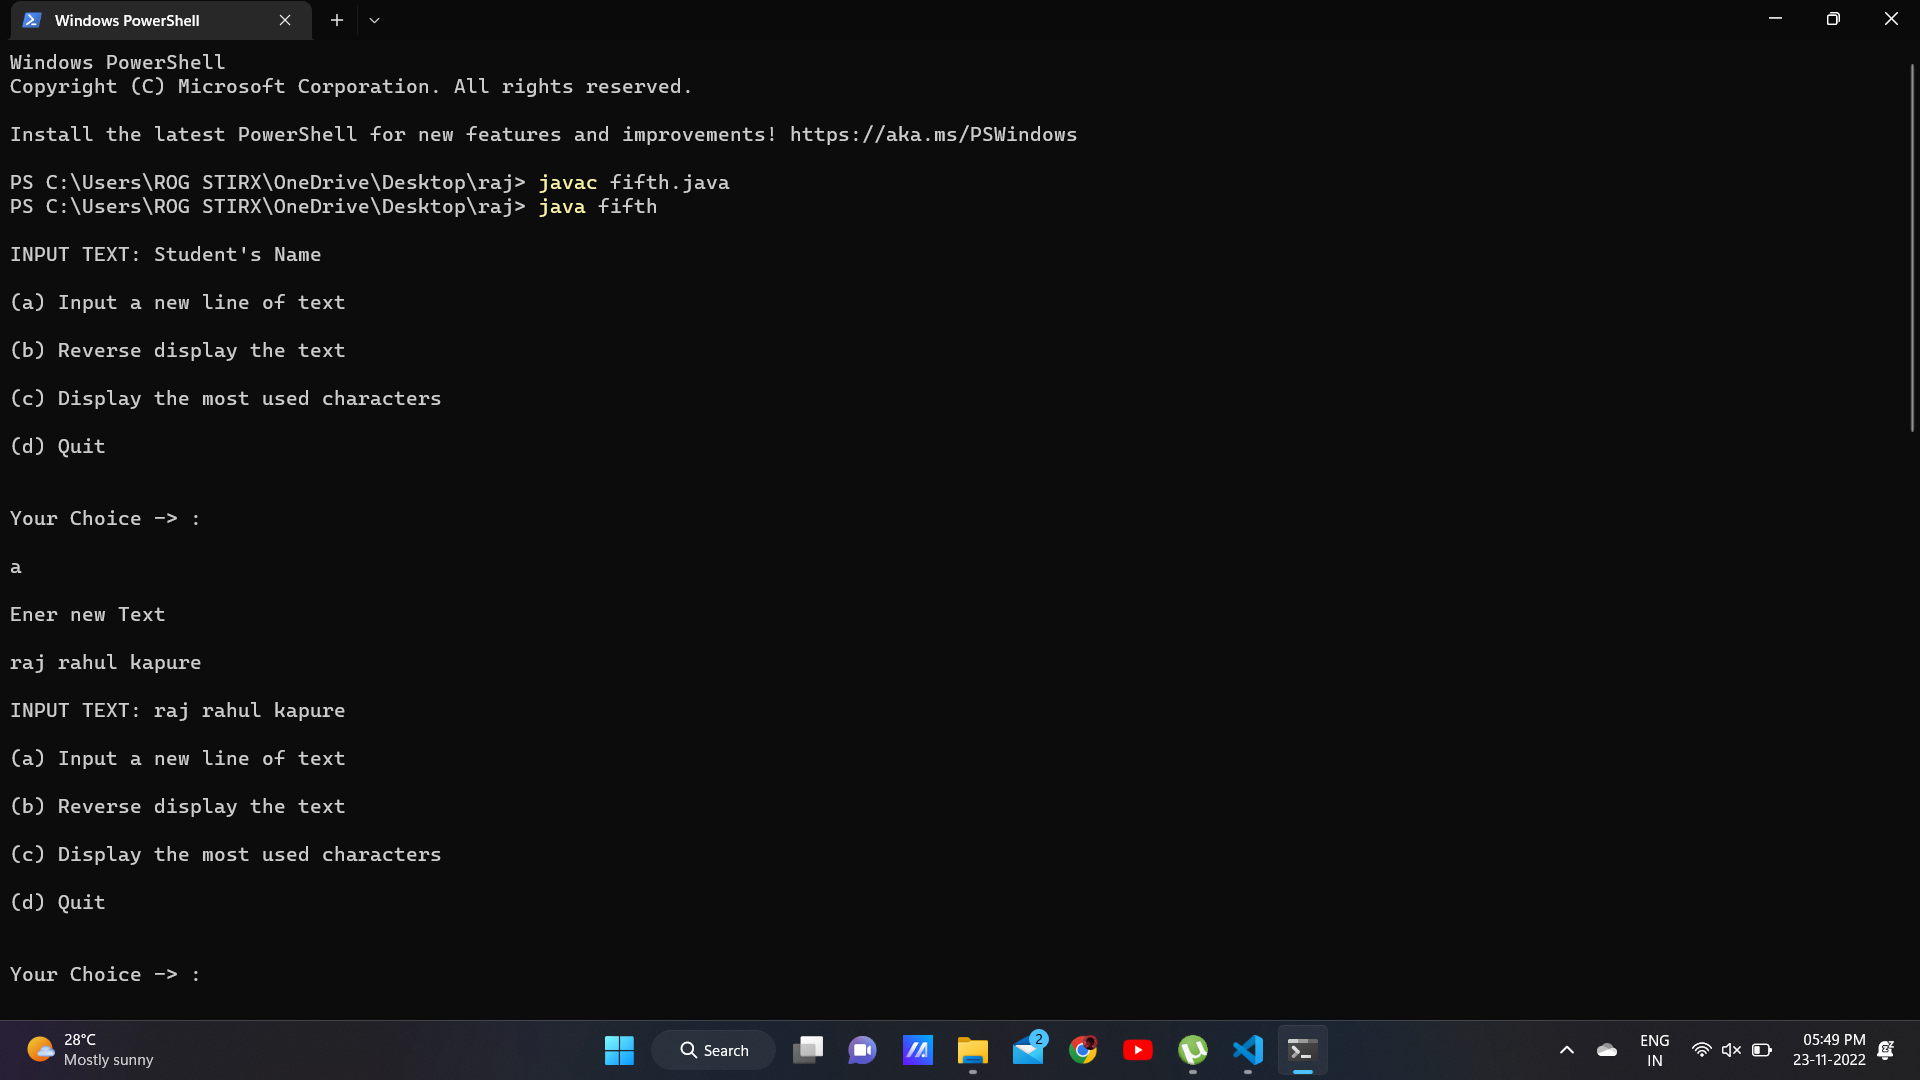 Windows PowerShell
Windows PowerShell
Copyright (C) Microsoft Corporation. All rights reserved.
Install the latest PowerShell for new features and improvements! https://aka.ms/PSWindows
PS C:\Users\ROG STIRX\OneDrive\Desktop\raj> javac fifth.java
PS C:\Users\ROG STIRX\OneDrive\Desktop\raj> java fifth
INPUT TEXT: Student's Name
(a) Input a new line of text
(b) Reverse display the text
(c) Display the most used characters
(d) Quit
Your Choice -> :
a
Ener new Text
raj rahul kapure
INPUT TEXT: raj rahul kapure
(a) Input a new line of text
(b) Reverse display the text
(c) Display the most used characters
(d) Quit
Your Choice -> :
28°C
Mostly sunny
Search
2
ENG
IN
05:49 PM
23-11-2022